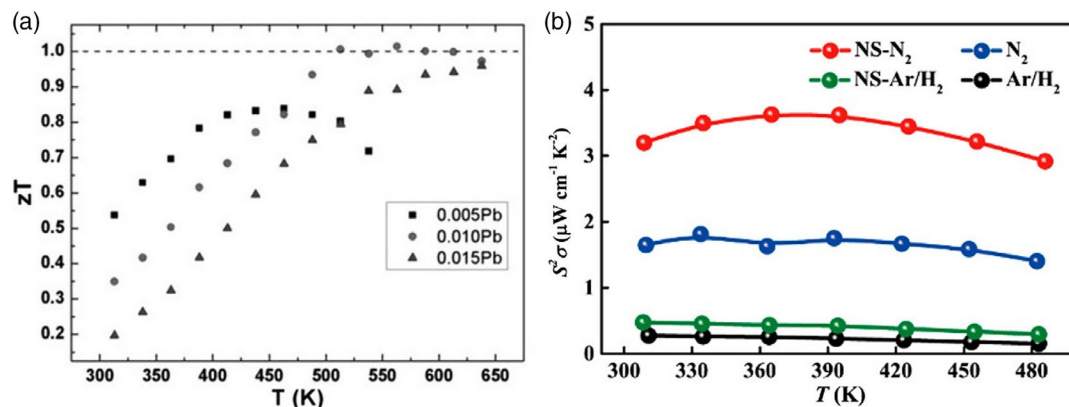 (a)
1.0
0.9
0.8
0.7
0.6
0.5
0.4
0.3
0.2
zT
0.005Pb
0.010Pb
0.015Pb
300 350 400 450 500 550 600 650
T (K)
(b)
5
4
3
2
1
0
S²σ (μW cm⁻¹ K⁻²)
NS-N₂ N₂
NS-Ar/H₂ Ar/H₂
300 330 360 390 420 450 480
T (K)